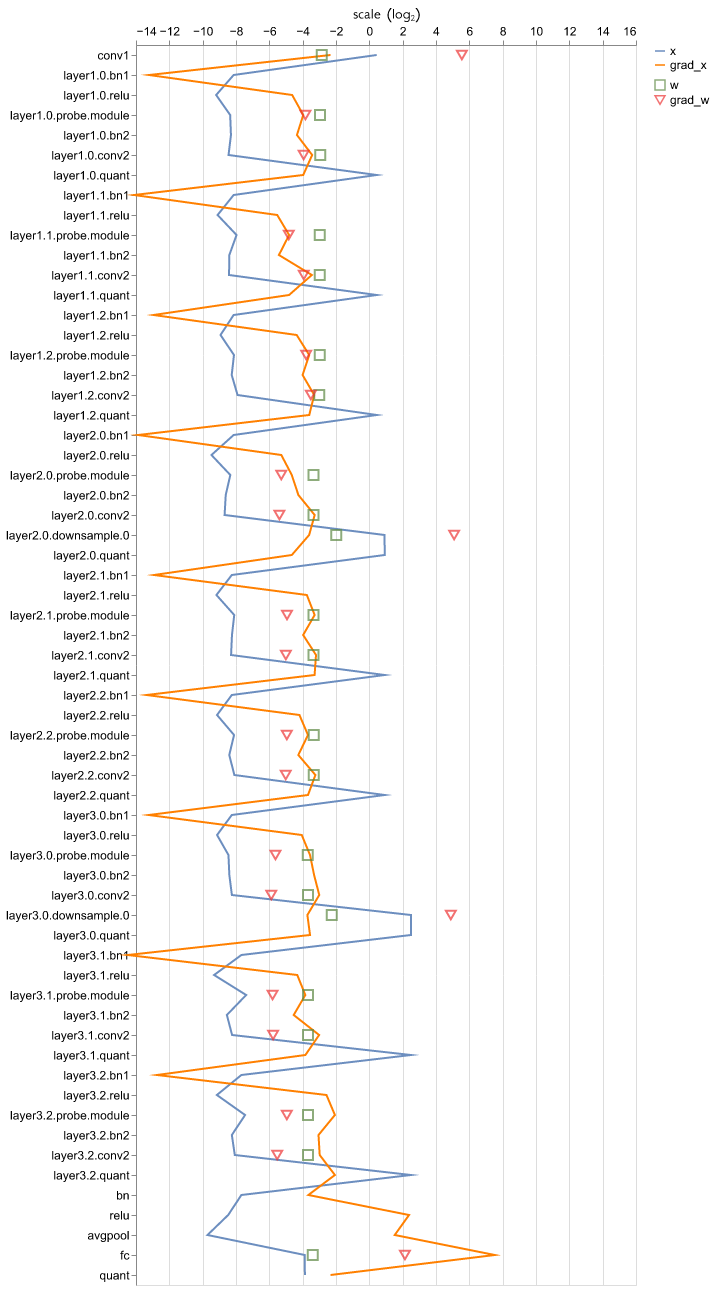 scale (log₂)
−14 −12 −10 −8 −6 −4 −2 0 2 4 6 8 10 12 14 16
x
grad_x
w
grad_w
conv1
layer1.0.bn1
layer1.0.relu
layer1.0.probe.module
layer1.0.bn2
layer1.0.conv2
layer1.0.quant
layer1.1.bn1
layer1.1.relu
layer1.1.probe.module
layer1.1.bn2
layer1.1.conv2
layer1.1.quant
layer1.2.bn1
layer1.2.relu
layer1.2.probe.module
layer1.2.bn2
layer1.2.conv2
layer1.2.quant
layer2.0.bn1
layer2.0.relu
layer2.0.probe.module
layer2.0.bn2
layer2.0.conv2
layer2.0.downsample.0
layer2.0.quant
layer2.1.bn1
layer2.1.relu
layer2.1.probe.module
layer2.1.bn2
layer2.1.conv2
layer2.1.quant
layer2.2.bn1
layer2.2.relu
layer2.2.probe.module
layer2.2.bn2
layer2.2.conv2
layer2.2.quant
layer3.0.bn1
layer3.0.relu
layer3.0.probe.module
layer3.0.bn2
layer3.0.conv2
layer3.0.downsample.0
layer3.0.quant
layer3.1.bn1
layer3.1.relu
layer3.1.probe.module
layer3.1.bn2
layer3.1.conv2
layer3.1.quant
layer3.2.bn1
layer3.2.relu
layer3.2.probe.module
layer3.2.bn2
layer3.2.conv2
layer3.2.quant
bn
relu
avgpool
fc
quant